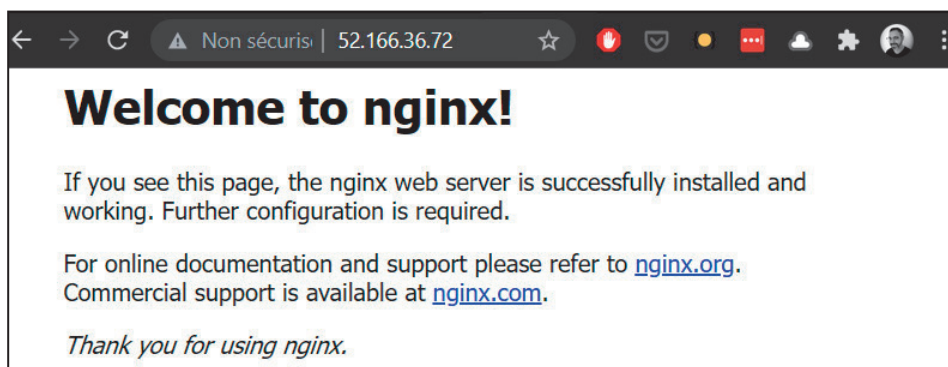 Non sécuris 52.166.36.72
Welcome to nginx!
If you see this page, the nginx web server is successfully installed and
working. Further configuration is required.
For online documentation and support please refer to nginx.org.
Commercial support is available at nginx.com.
Thank you for using nginx.